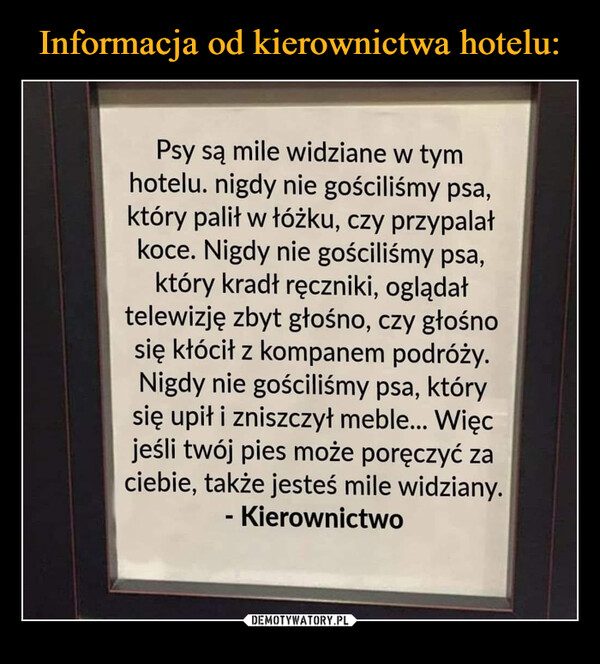 Informacja od kierownictwa hotelu:
Psy są mile widziane w tym
hotelu. nigdy nie gościliśmy psa,
który palił w łóżku, czy przypalał
koce. Nigdy nie gościliśmy psa,
który kradł ręczniki, oglądał
telewizję zbyt głośno, czy głośno
się kłócił z kompanem podróży.
Nigdy nie gościliśmy psa, który
się upił i zniszczył meble... Więc
jeśli twój pies może poręczyć za
ciebie, także jesteś mile widziany.
- Kierownictwo
DEMOTYWATORY.PL